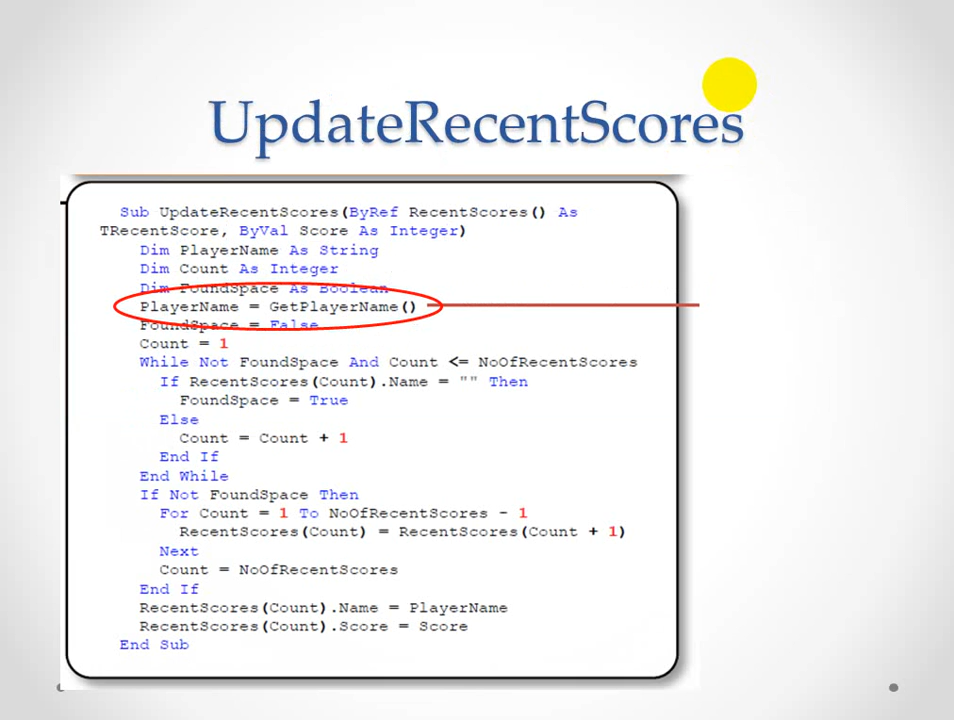 UpdateRecentScores
Sub UpdateRecentScores(ByRef RecentScores() As
TRecentScore, ByVal Score As Integer)
Dim PlayerName As String
Dim Count As Integer
Dim FoundSpace As Boolean
PlayerName = GetPlayerName()
FoundSpace = False
Count = 1
While Not FoundSpace And Count <= NoOfRecentScores
If RecentScores(Count).Name = "" Then
FoundSpace = True
Else
Count = Count + 1
End If
End While
If Not FoundSpace Then
For Count = 1 To NoOfRecentScores - 1
RecentScores(Count) = RecentScores(Count + 1)
Next
Count = NoOfRecentScores
End If
RecentScores(Count).Name = PlayerName
RecentScores(Count).Score = Score
End Sub